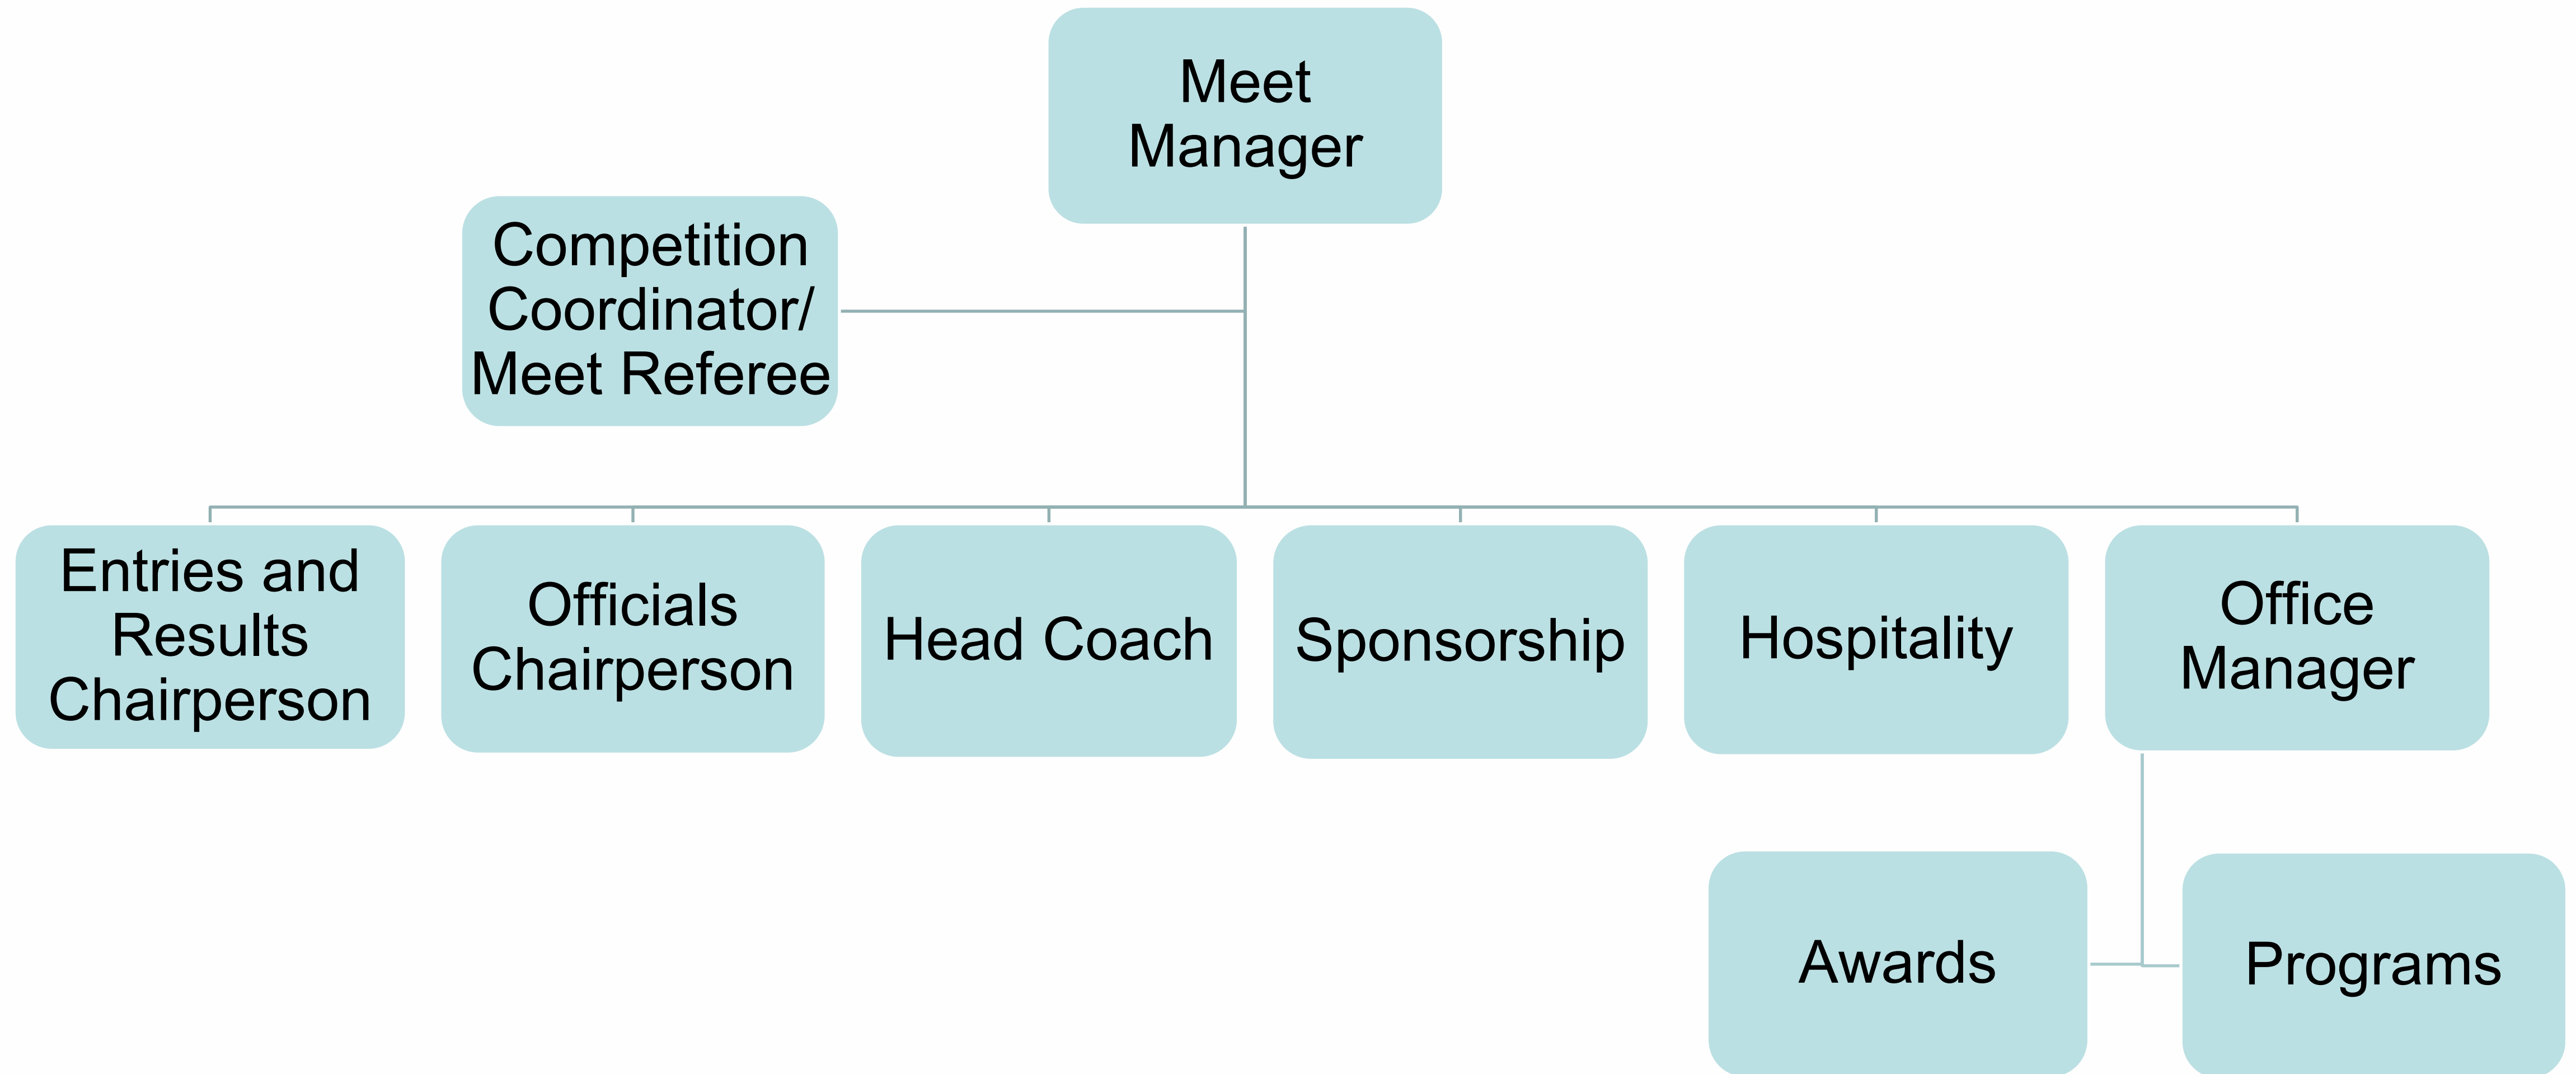 Meet
Manager
Competition
Coordinator/
Meet Referee
Entries and
Results
Chairperson
Officials
Chairperson
Head Coach
Sponsorship
Hospitality
Office
Manager
Awards
Programs